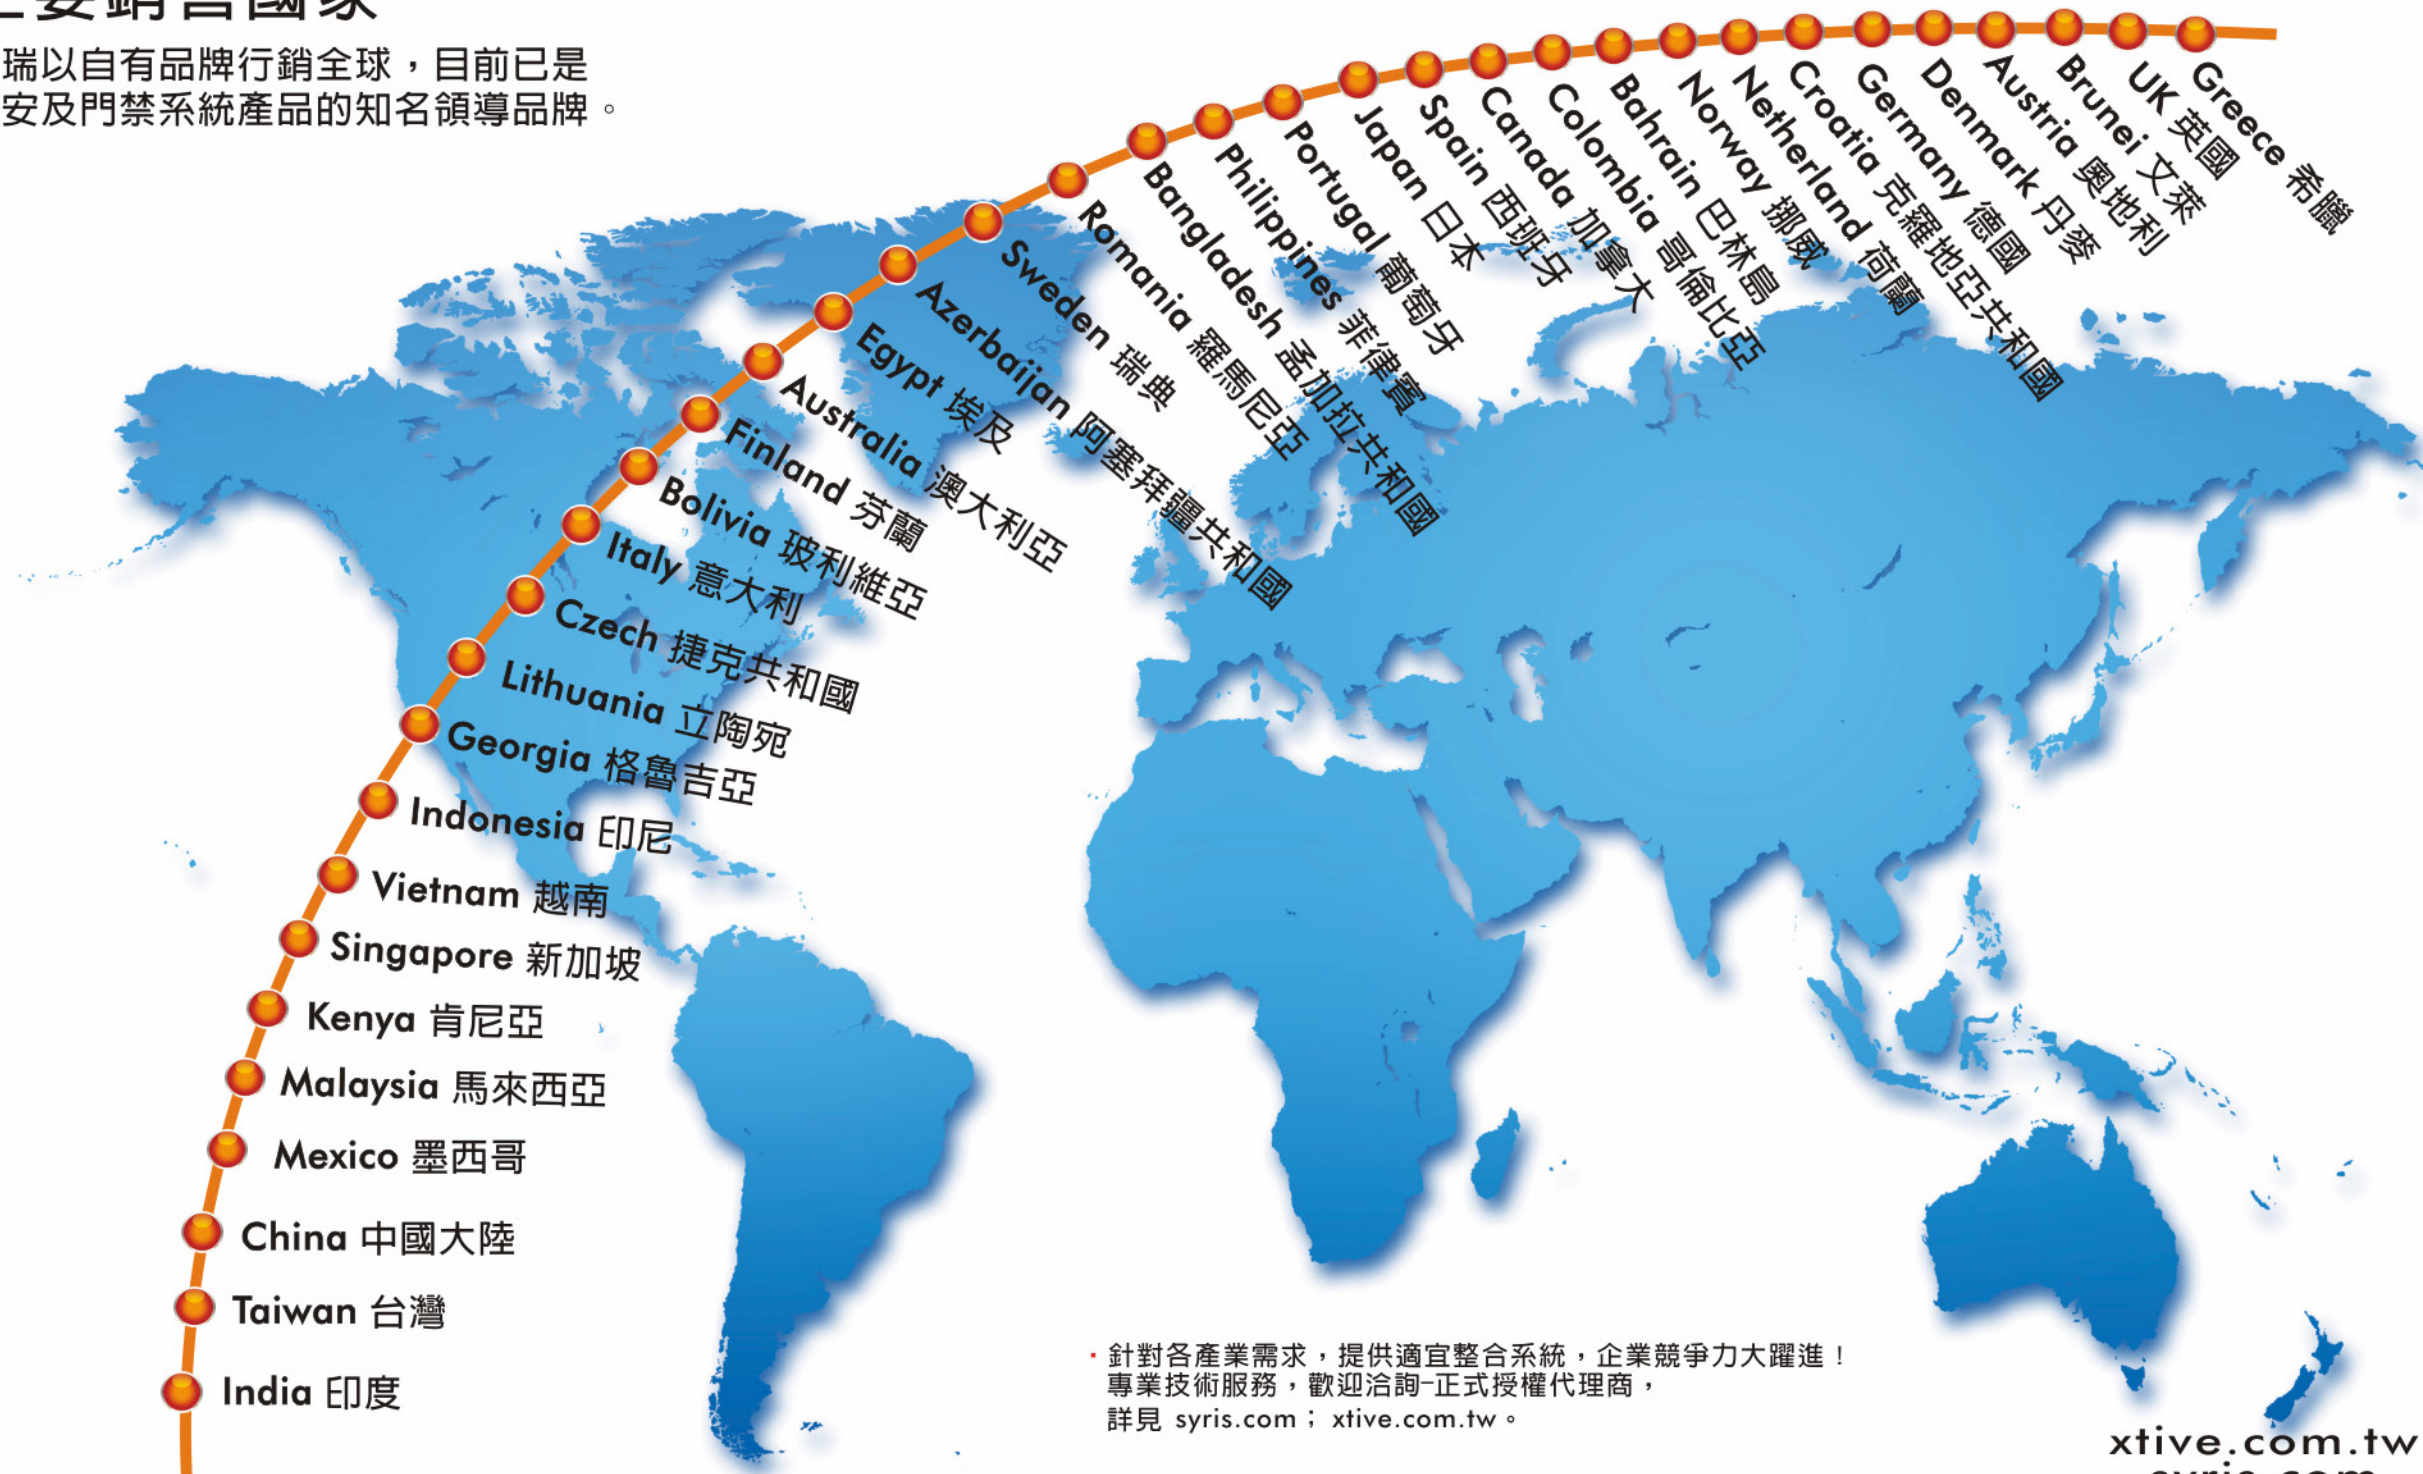 要銷售國家
瑞以自有品牌行銷全球，目前已是
安及門禁系統產品的知名領導品牌。
Greece 希臘
UK 英國
Brunei 文萊
Austria 奧地利
Denmark 丹麥
Germany 德國
Croatia 克羅地亞共和國
Netherland 荷蘭
Norway 挪威
Bahrain 巴林島
Colombia 哥倫比亞
Canada 加拿大
Spain 西班牙
Japan 日本
Portugal 葡萄牙
Philippines 菲律賓
Bangladesh 孟加拉共和國
Romania 羅馬尼亞
Sweden 瑞典
Azerbaijan 阿塞拜疆共和國
Egypt 埃及
Australia 澳大利亞
Finland 芬蘭
Bolivia 玻利維亞
Italy 意大利
Czech 捷克共和國
Lithuania 立陶宛
Georgia 格魯吉亞
Indonesia 印尼
Vietnam 越南
Singapore 新加坡
Kenya 肯尼亞
Malaysia 馬來西亞
Mexico 墨西哥
China 中國大陸
Taiwan 台灣
India 印度
·針對各產業需求，提供適宜整合系統，企業競爭力大躍進！
專業技術服務，歡迎洽詢-正式授權代理商，
詳見 syris.com； xtive.com.tw。
xtive.com.tw
syris.com